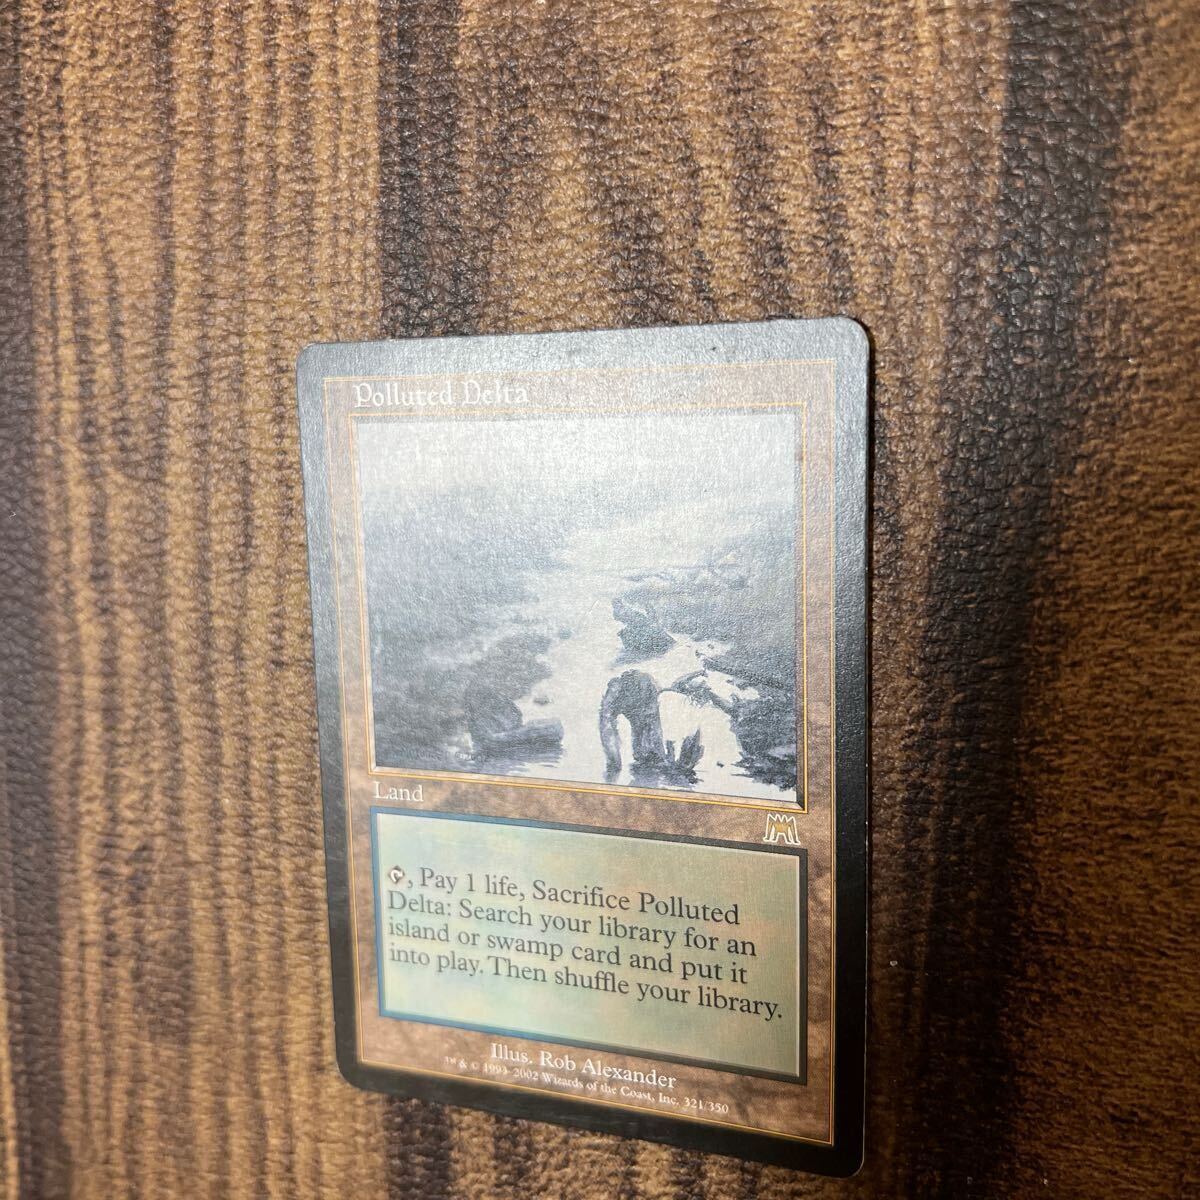 Polluted Delta
Land
, Pay 1 life, Sacrifice Polluted
Delta: Search your library for an
island or swamp card and put it
into play. Then shuffle your library.
Illus. Rob Alexander
™ & © 1993-2002 Wizards of the Coast, Inc. 321/350